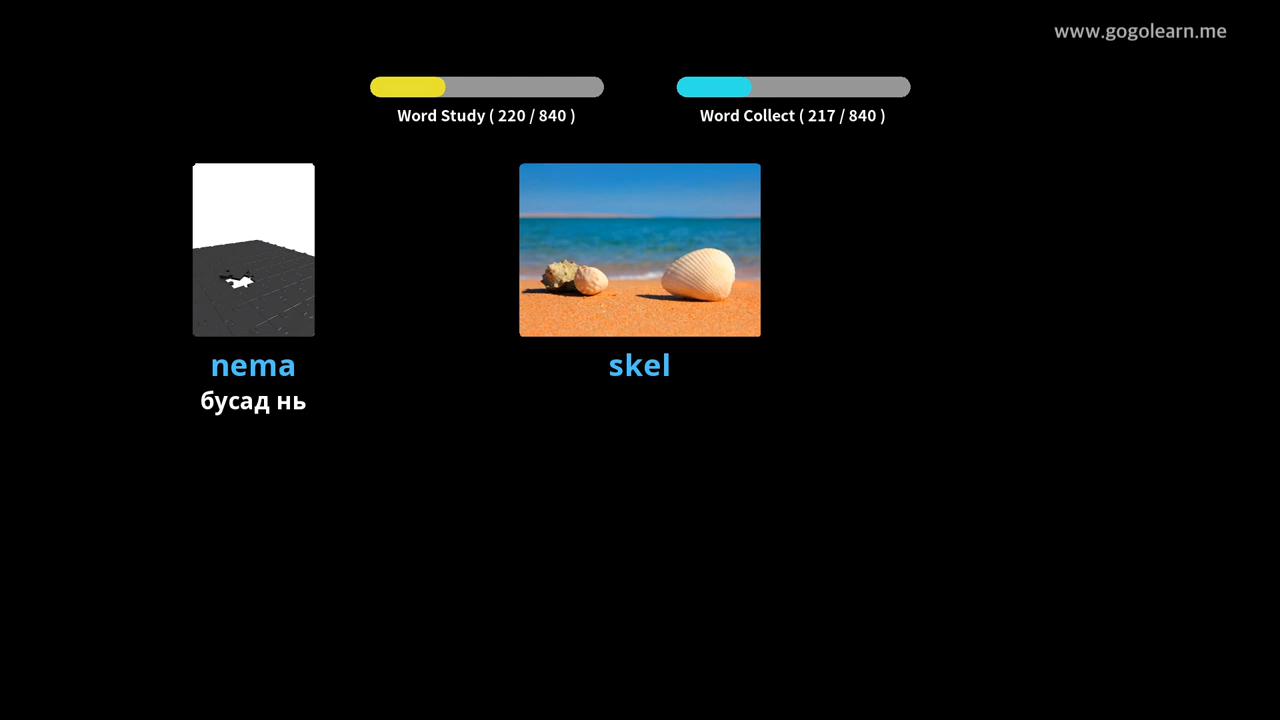 www.gogolearn.me
Word Study ( 220 / 840 )
Word Collect ( 217 / 840 )
nema
skel
бусад нь